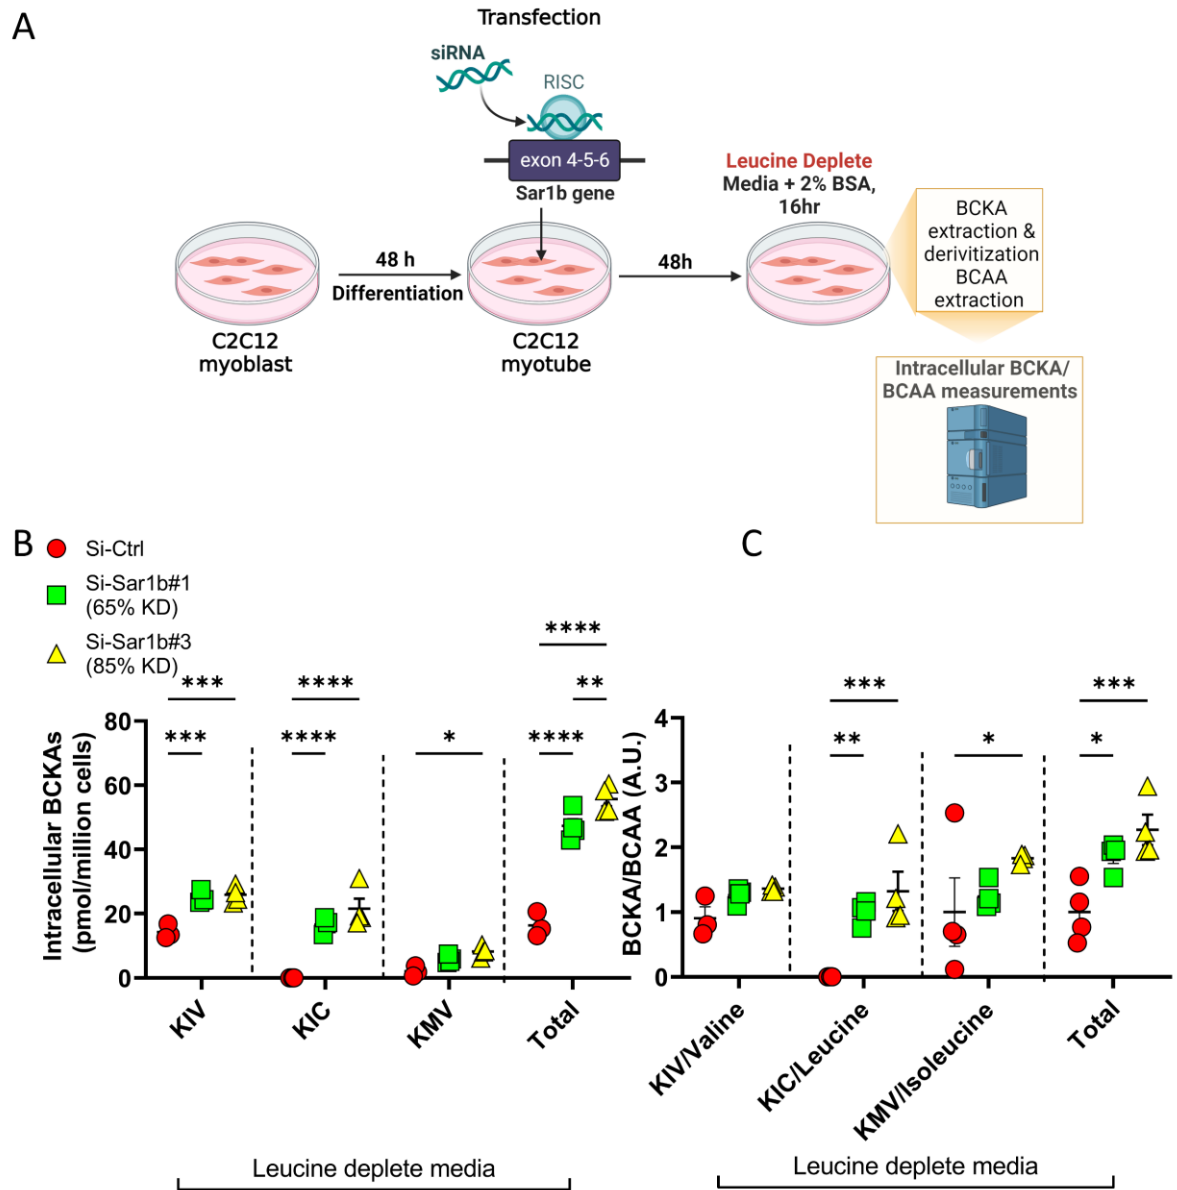 A
Transfection
siRNA
RISC
exon 4-5-6
Sar1b gene
48 h
Differentiation
48h
Leucine Deplete
Media + 2% BSA,
16hr
C2C12
myoblast
C2C12
myotube
BCKA
extraction &
derivitization
BCAA
extraction
Intracellular BCKA/
BCAA measurements
B
Si-Ctrl
Si-Sar1b#1
(65% KD)
Si-Sar1b#3
(85% KD)
Intracellular BCKAs
(pmol/million cells)
80
60
40
20
0
***
***
****
****
*
****
**
****
KIV
KIC
KMV
Total
Leucine deplete media
C
BCKA/BCAA (A.U.)
4
3
2
1
0
***
**
*
***
*
KIV/Valine
KIC/Leucine
KMV/Isoleucine
Total
Leucine deplete media